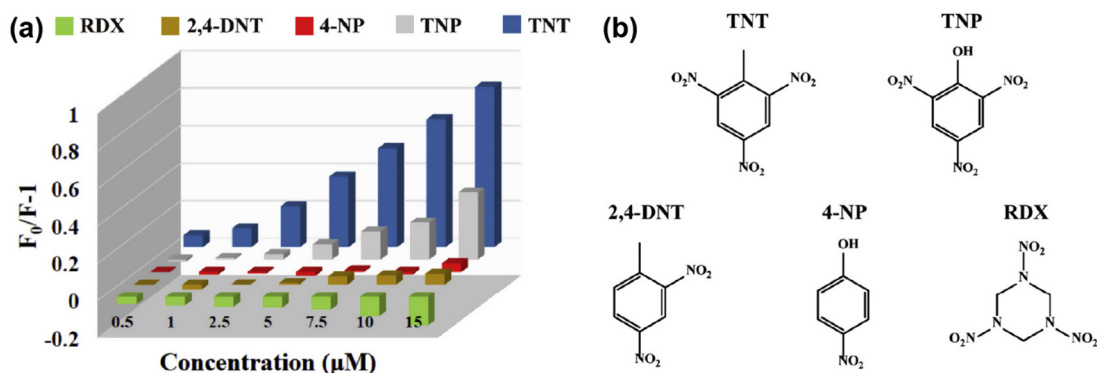 (a) RDX 2,4-DNT 4-NP TNP TNT
F₀/F-1
1
0.8
0.6
0.4
0.2
0
-0.2
0.5 1 2.5 5 7.5 10 15
Concentration (μM)
(b)
TNT
O₂N NO₂
NO₂
TNP
OH
O₂N NO₂
NO₂
2,4-DNT
NO₂
NO₂
4-NP
OH
NO₂
RDX
NO₂
N
N N
O₂N NO₂